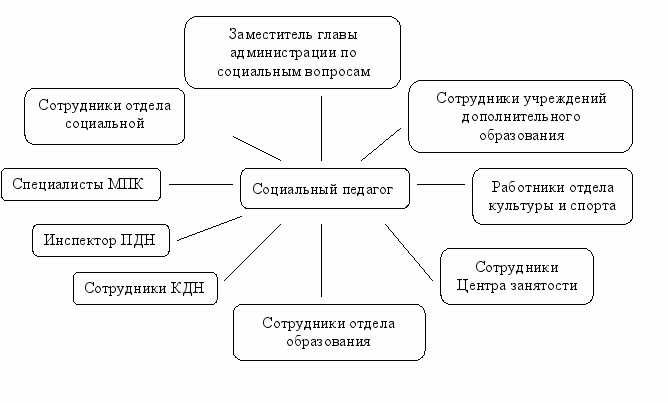 Заместитель главы
администрации по
социальным вопросам
Сотрудники отдела
социальной
Сотрудники учреждений
дополнительного
образования
Специалисты МПК
Социальный педагог
Работники отдела
культуры и спорта
Инспектор ПДН
Сотрудники КДН
Сотрудники
Центра занятости
Сотрудники отдела
образования